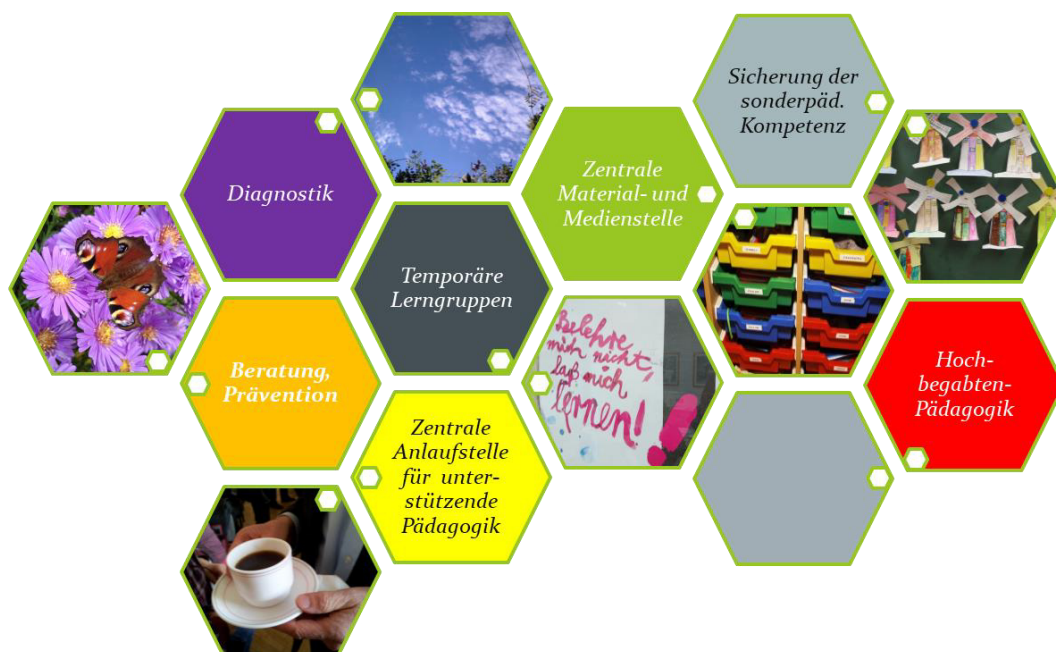 Sicherung der
sonderpäd.
Kompetenz
Diagnostik
Zentrale
Material- und
Medienstelle
Temporäre
Lerngruppen
Beratung,
Prävention
Belehre
mich nicht,
laß mich
lernen!
Hoch-
begabten-
Pädagogik
Zentrale
Anlaufstelle
für unter-
stützende
Pädagogik